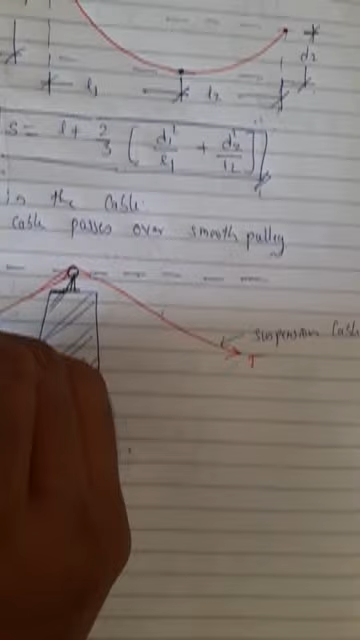 l₁ l₂ d₂
S = l + 2/3 [ d₁²/l₁ + d₂²/l₂ ]
in the cable
cable passes over smooth pulley
suspension cable
T